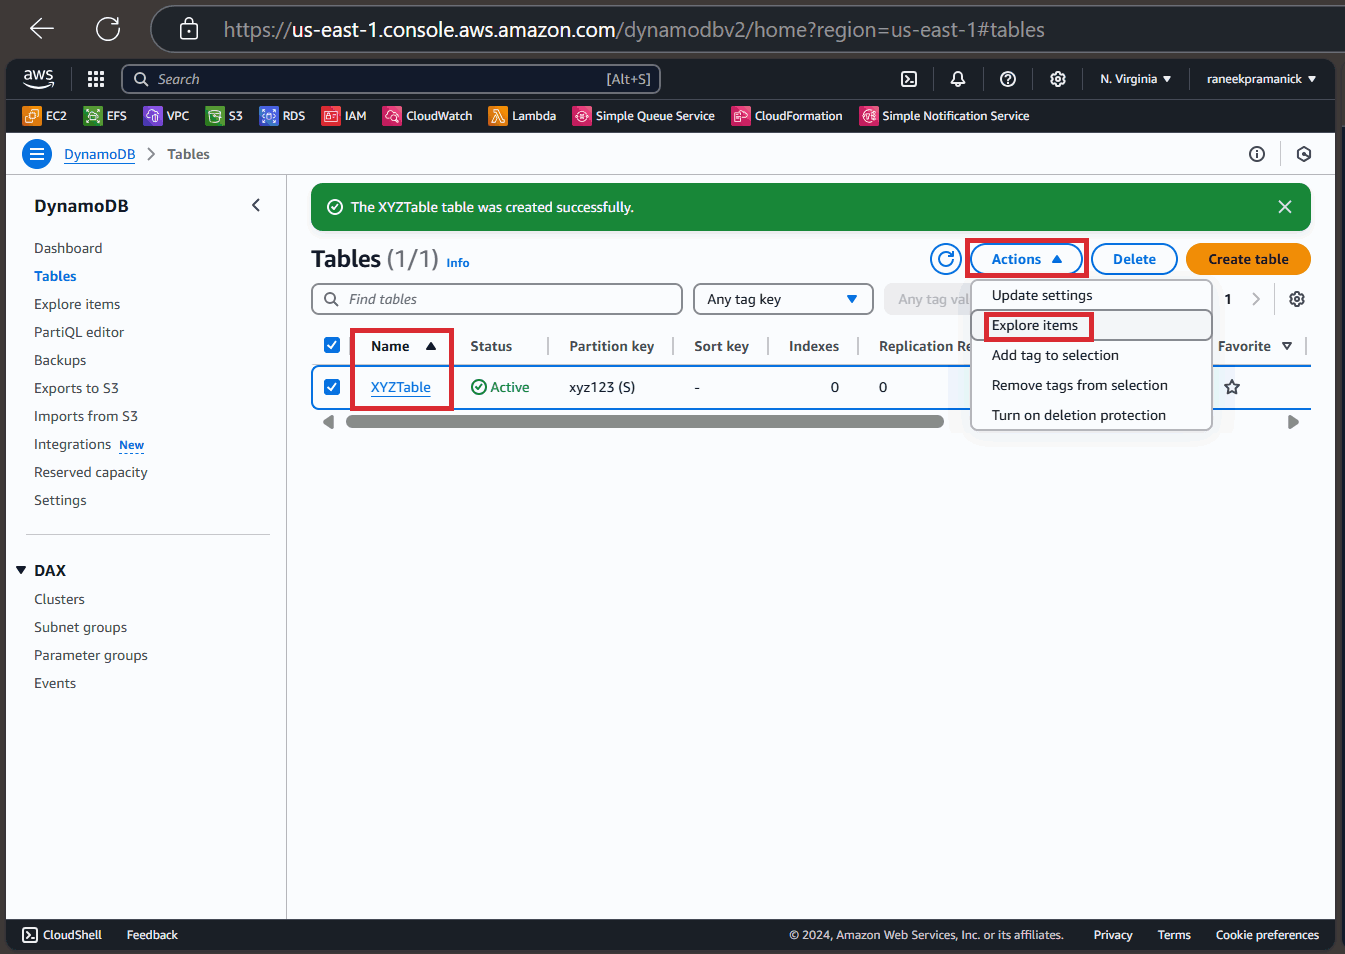 https://us-east-1.console.aws.amazon.com/dynamodbv2/home?region=us-east-1#tables
aws
Search [Alt+S]
N. Virginia
raneekpramanick
EC2 EFS VPC S3 RDS IAM CloudWatch Lambda Simple Queue Service CloudFormation Simple Notification Service
DynamoDB Tables
DynamoDB
Dashboard
Tables
Explore items
PartiQL editor
Backups
Exports to S3
Imports from S3
Integrations New
Reserved capacity
Settings
DAX
Clusters
Subnet groups
Parameter groups
Events
The XYZTable table was created successfully.
Tables (1/1) Info
Actions
Delete
Create table
Find tables
Any tag key
Any tag val
1
Update settings
Explore items
Add tag to selection
Remove tags from selection
Turn on deletion protection
Name Status Partition key Sort key Indexes Replication Re Favorite
XYZTable Active xyz123 (S) - 0 0
CloudShell Feedback © 2024, Amazon Web Services, Inc. or its affiliates. Privacy Terms Cookie preferences